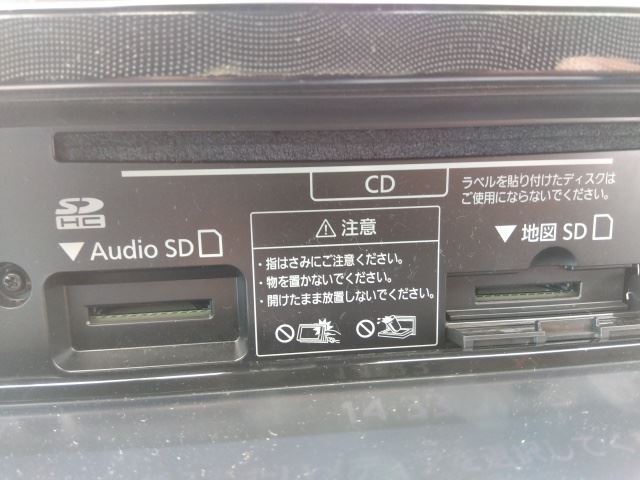 CD
ラベルを貼り付けたディスクは
ご使用にならないでください。
SD
HC
▼Audio SD
⚠注意
・指はさみにご注意ください。
・物を置かないでください。
・開けたまま放置しないでください。
▼地図 SD